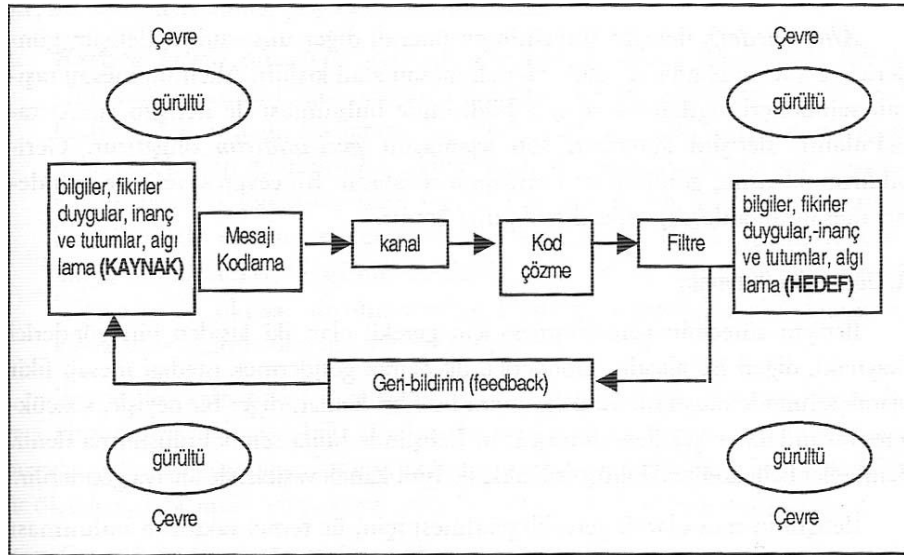 Çevre
Çevre
gürültü
gürültü
bilgiler, fikirler
duygular, inanç
ve tutumlar, algı
lama (KAYNAK)
Mesajı
Kodlama
kanal
Kod
çözme
Filtre
bilgiler, fikirler
duygular,-inanç
ve tutumlar, algı
lama (HEDEF)
Geri-bildirim (feedback)
gürültü
gürültü
Çevre
Çevre